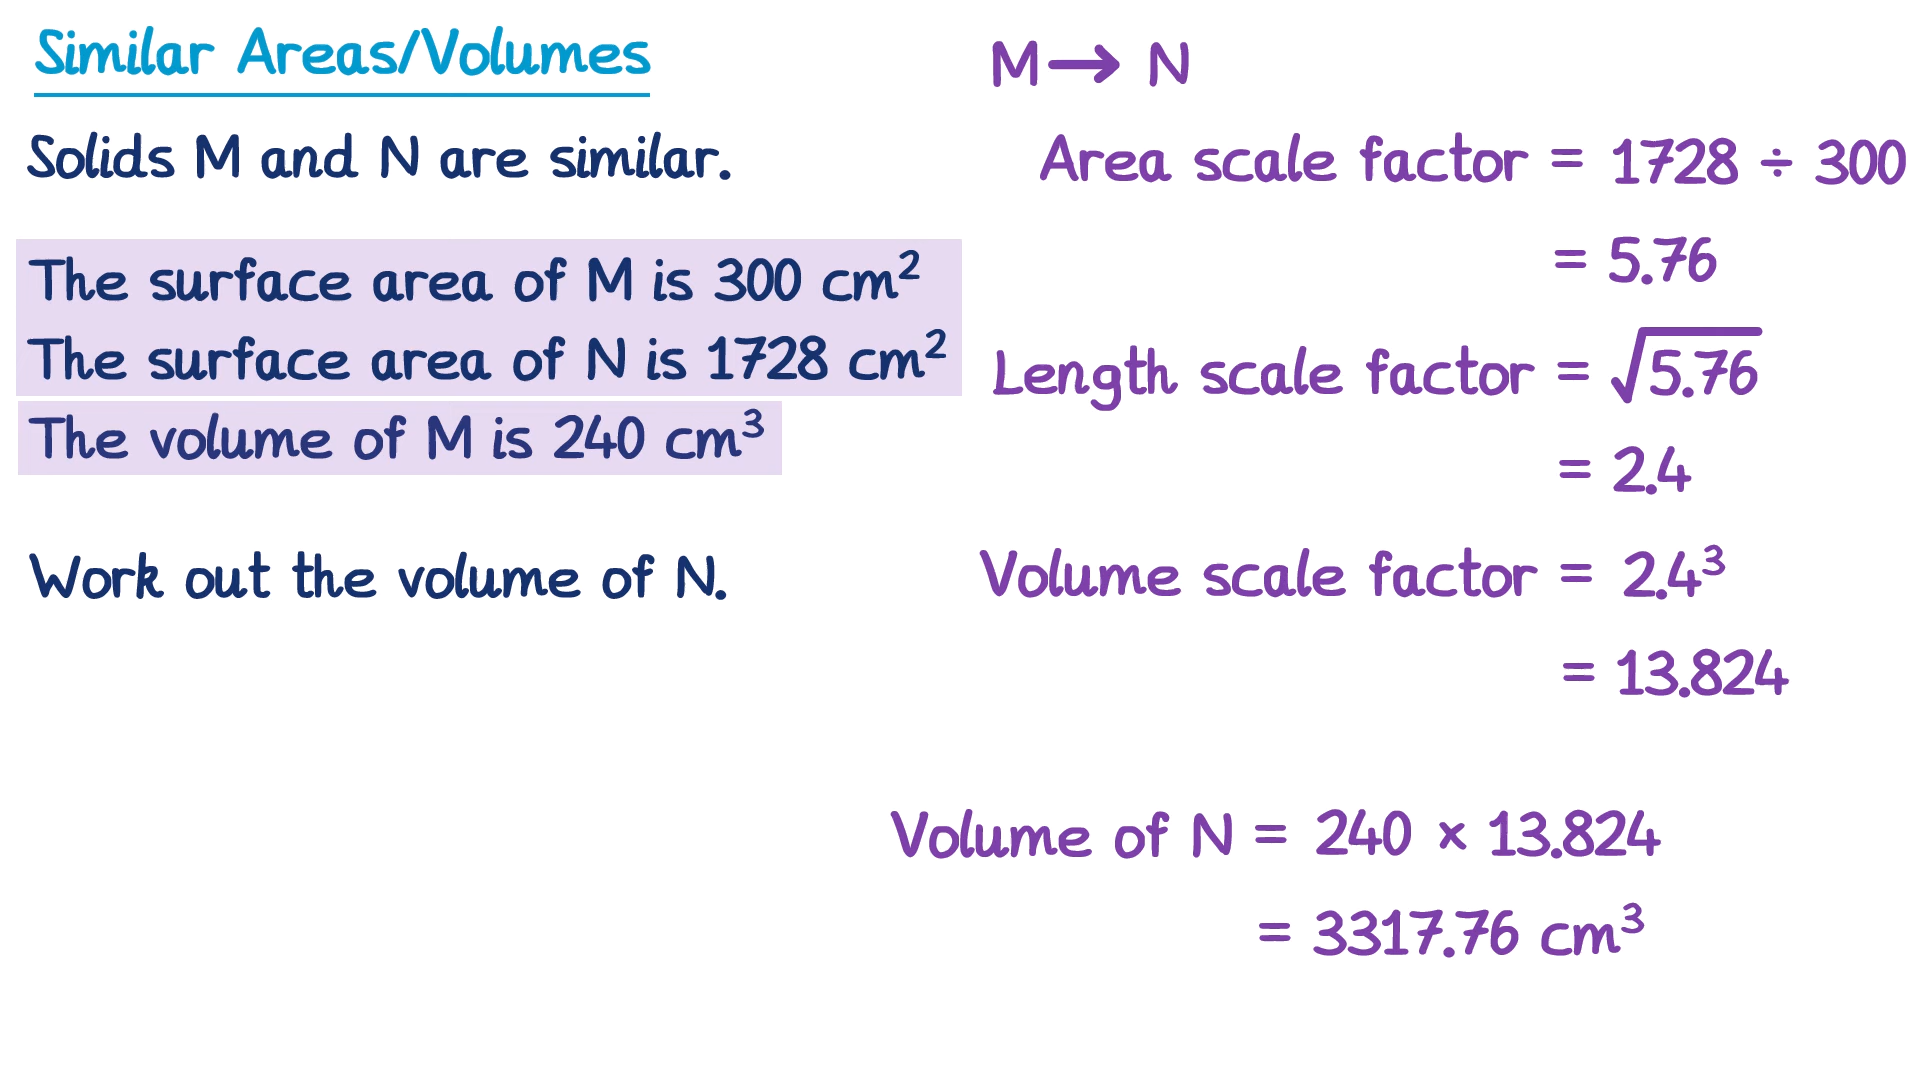 Similar Areas/Volumes
Solids M and N are similar.
The surface area of M is 300 cm²
The surface area of N is 1728 cm²
The volume of M is 240 cm³
Work out the volume of N.
M → N
Area scale factor = 1728 ÷ 300
= 5.76
Length scale factor = √5.76
= 2.4
Volume scale factor = 2.4³
= 13.824
Volume of N = 240 × 13.824
= 3317.76 cm³